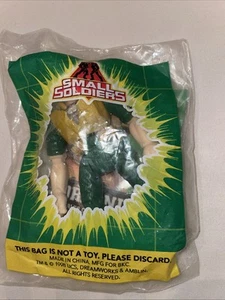 SMALL
SOLDIERS
THIS BAG IS NOT A TOY. PLEASE DISCARD.
MADE IN CHINA, MFG FOR BKC.
TM & © 1998 UCS, DREAMWORKS & AMBLIN.
ALL RIGHTS RESERVED.